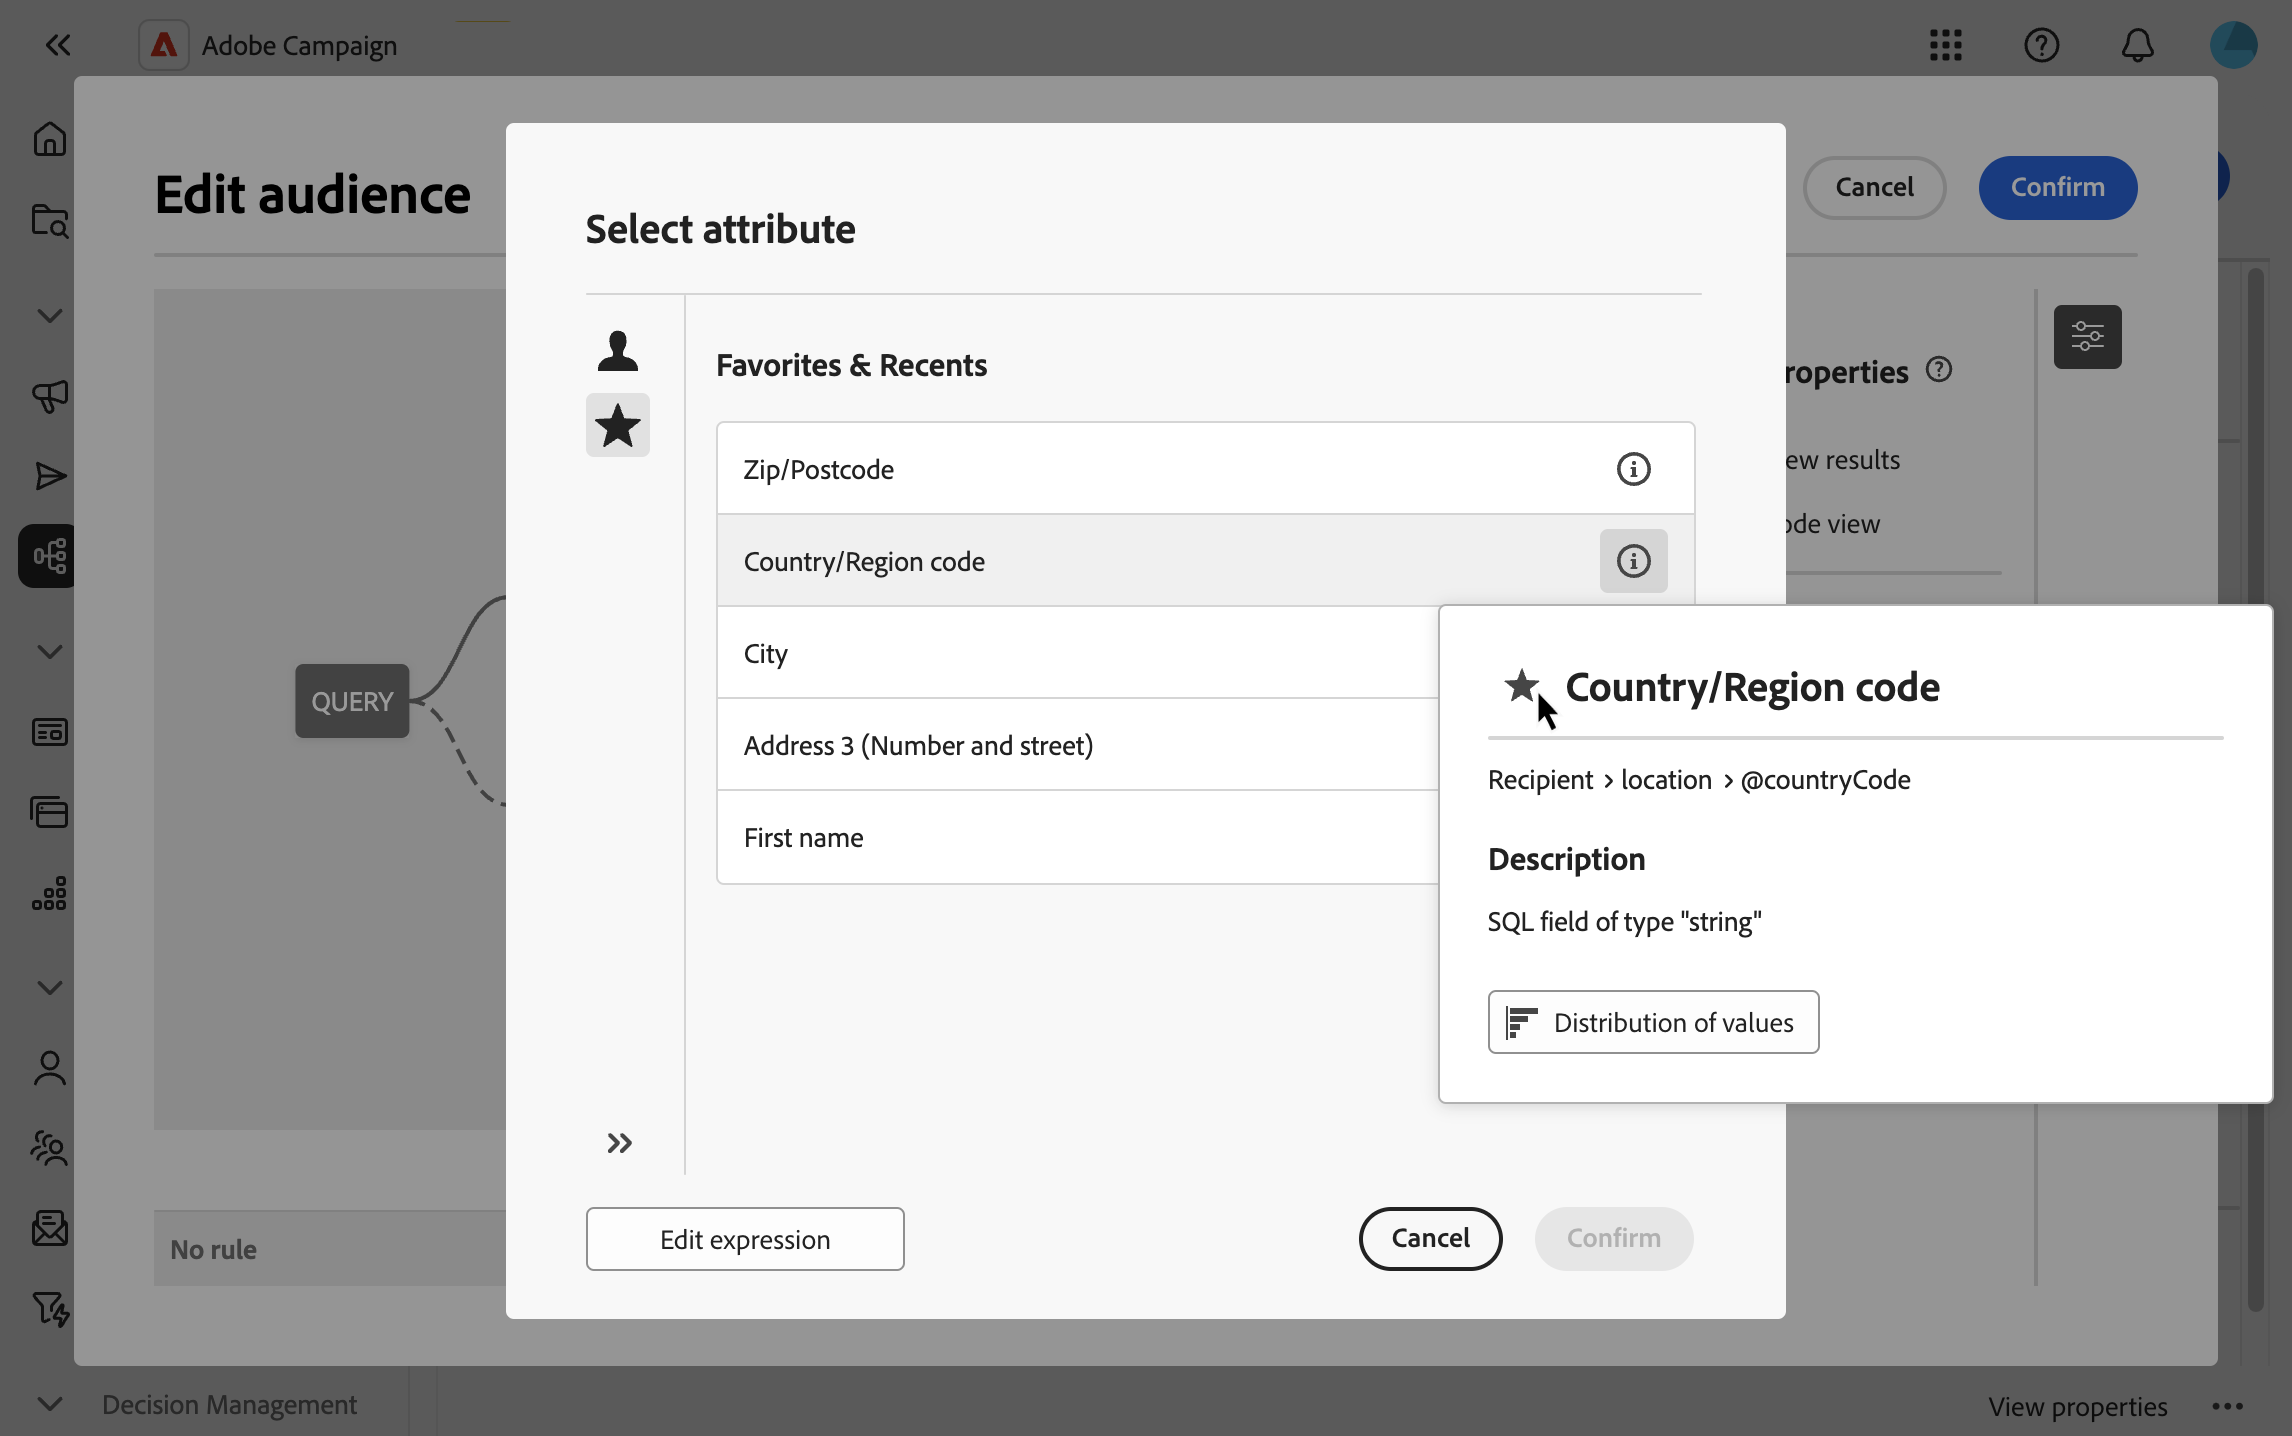 Adobe Campaign
Edit audience
Cancel
Confirm
Select attribute
Favorites & Recents
Zip/Postcode
Country/Region code
City
Address 3 (Number and street)
First name
roperties
ew results
ode view
QUERY
Country/Region code
Recipient > location > @countryCode
Description
SQL field of type "string"
Distribution of values
Edit expression
Cancel
Confirm
No rule
Decision Management
View properties